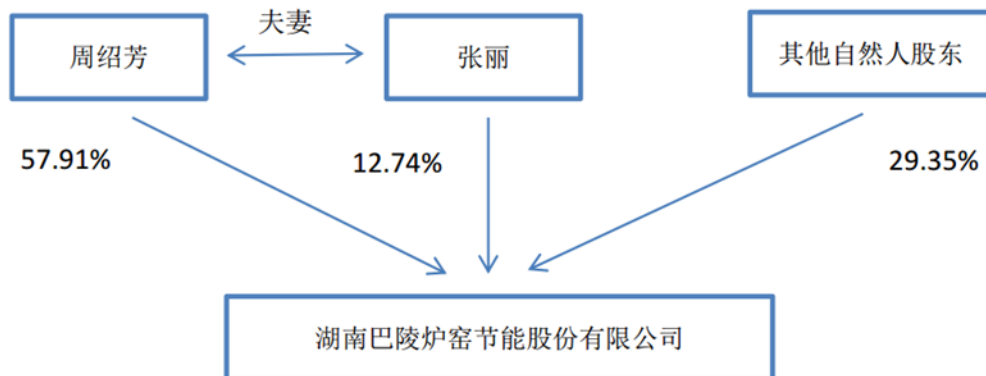 夫妻
周绍芳
张丽
其他自然人股东
57.91%
12.74%
29.35%
湖南巴陵炉窑节能股份有限公司